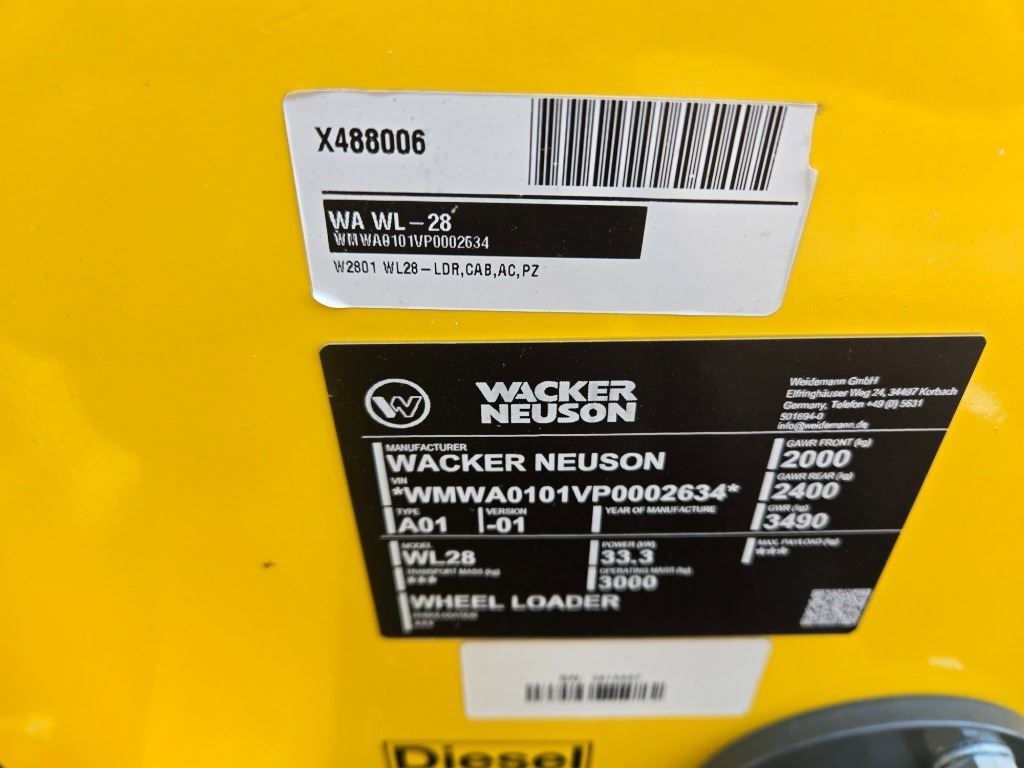 X488006
WA WL-28
WMWA0101VP0002634
W2801 WL28-LDR,CAB,AC,PZ
W
WACKER
NEUSON
Weidemann GmbH
Elfringhäuser Weg 24, 34497 Korbach
Germany, Telefon +49 (0) 5631
501694-0
info@weidemann.de
MANUFACTURER
WACKER NEUSON
VIN
*WMWA0101VP0002634*
GAWR FRONT (kg)
2000
GAWR REAR (kg)
2400
GWR (kg)
3490
TYPE
A01
VERSION
-01
YEAR OF MANUFACTURE
MODEL
WL28
POWER (kW)
33,3
MAX. PAYLOAD (kg)
***
TRANSPORT MASS (kg)
***
OPERATING MASS (kg)
3000
WHEEL LOADER
SN:
Diesel